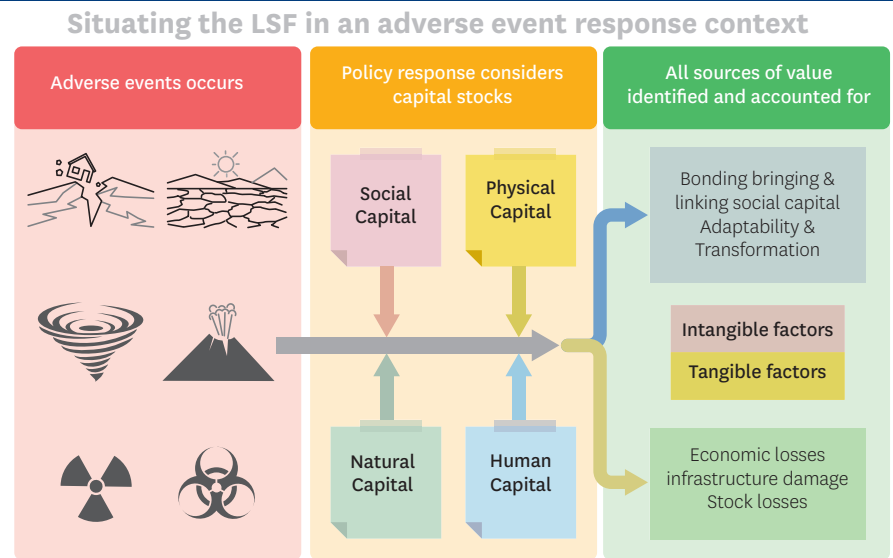 Situating the LSF in an adverse event response context
Adverse events occurs
Policy response considers
capital stocks
All sources of value
identified and accounted for
Social
Capital
Physical
Capital
Natural
Capital
Human
Capital
Bonding bringing &
linking social capital
Adaptability &
Transformation
Intangible factors
Tangible factors
Economic losses
infrastructure damage
Stock losses